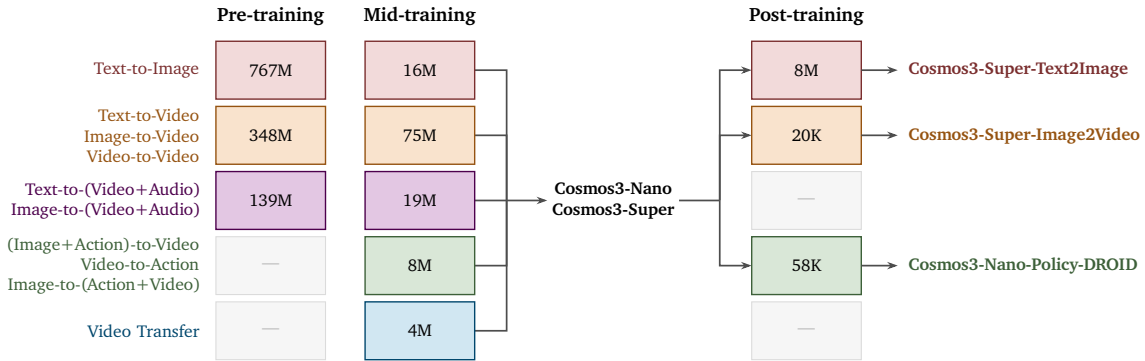 Pre-training Mid-training Post-training
Text-to-Image 767M 16M 8M Cosmos3-Super-Text2Image
Text-to-Video
Image-to-Video 348M 75M 20K Cosmos3-Super-Image2Video
Video-to-Video
Text-to-(Video+Audio)
Image-to-(Video+Audio)
139M 19M —
Cosmos3-Nano
Cosmos3-Super
(Image+Action)-to-Video
Video-to-Action — 8M 58K Cosmos3-Nano-Policy-DROID
Image-to-(Action+Video)
Video Transfer — 4M —